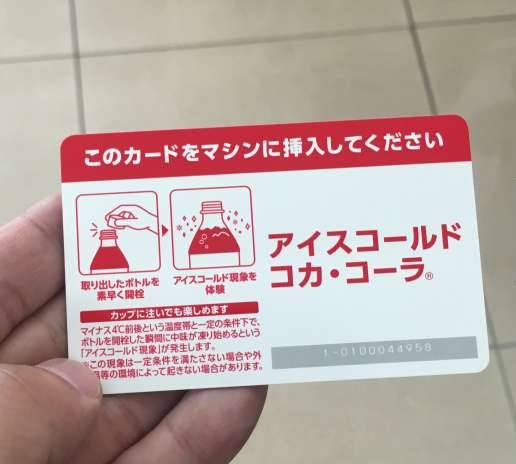 このカードをマシンに挿入してください
取り出したボトルを
素早く開栓
アイスコールド現象を
体験
アイスコールド
コカ・コーラ®
カップに注いでも楽しめます
マイナス4℃前後という温度帯と一定の条件下で、
ボトルを開栓した瞬間に中味が凍り始めるという
「アイスコールド現象」が発生します。
※この現象は一定条件を満たさない場合や外
等の環境によって起きない場合があります。
1-0100044958